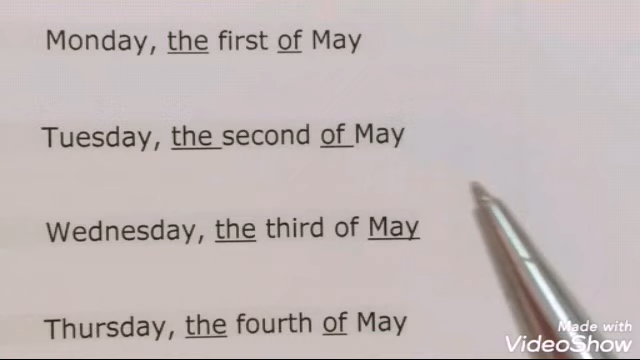 Monday, the first of May
Tuesday, the second of May
Wednesday, the third of May
Thursday, the fourth of May
Made with
VideoShow